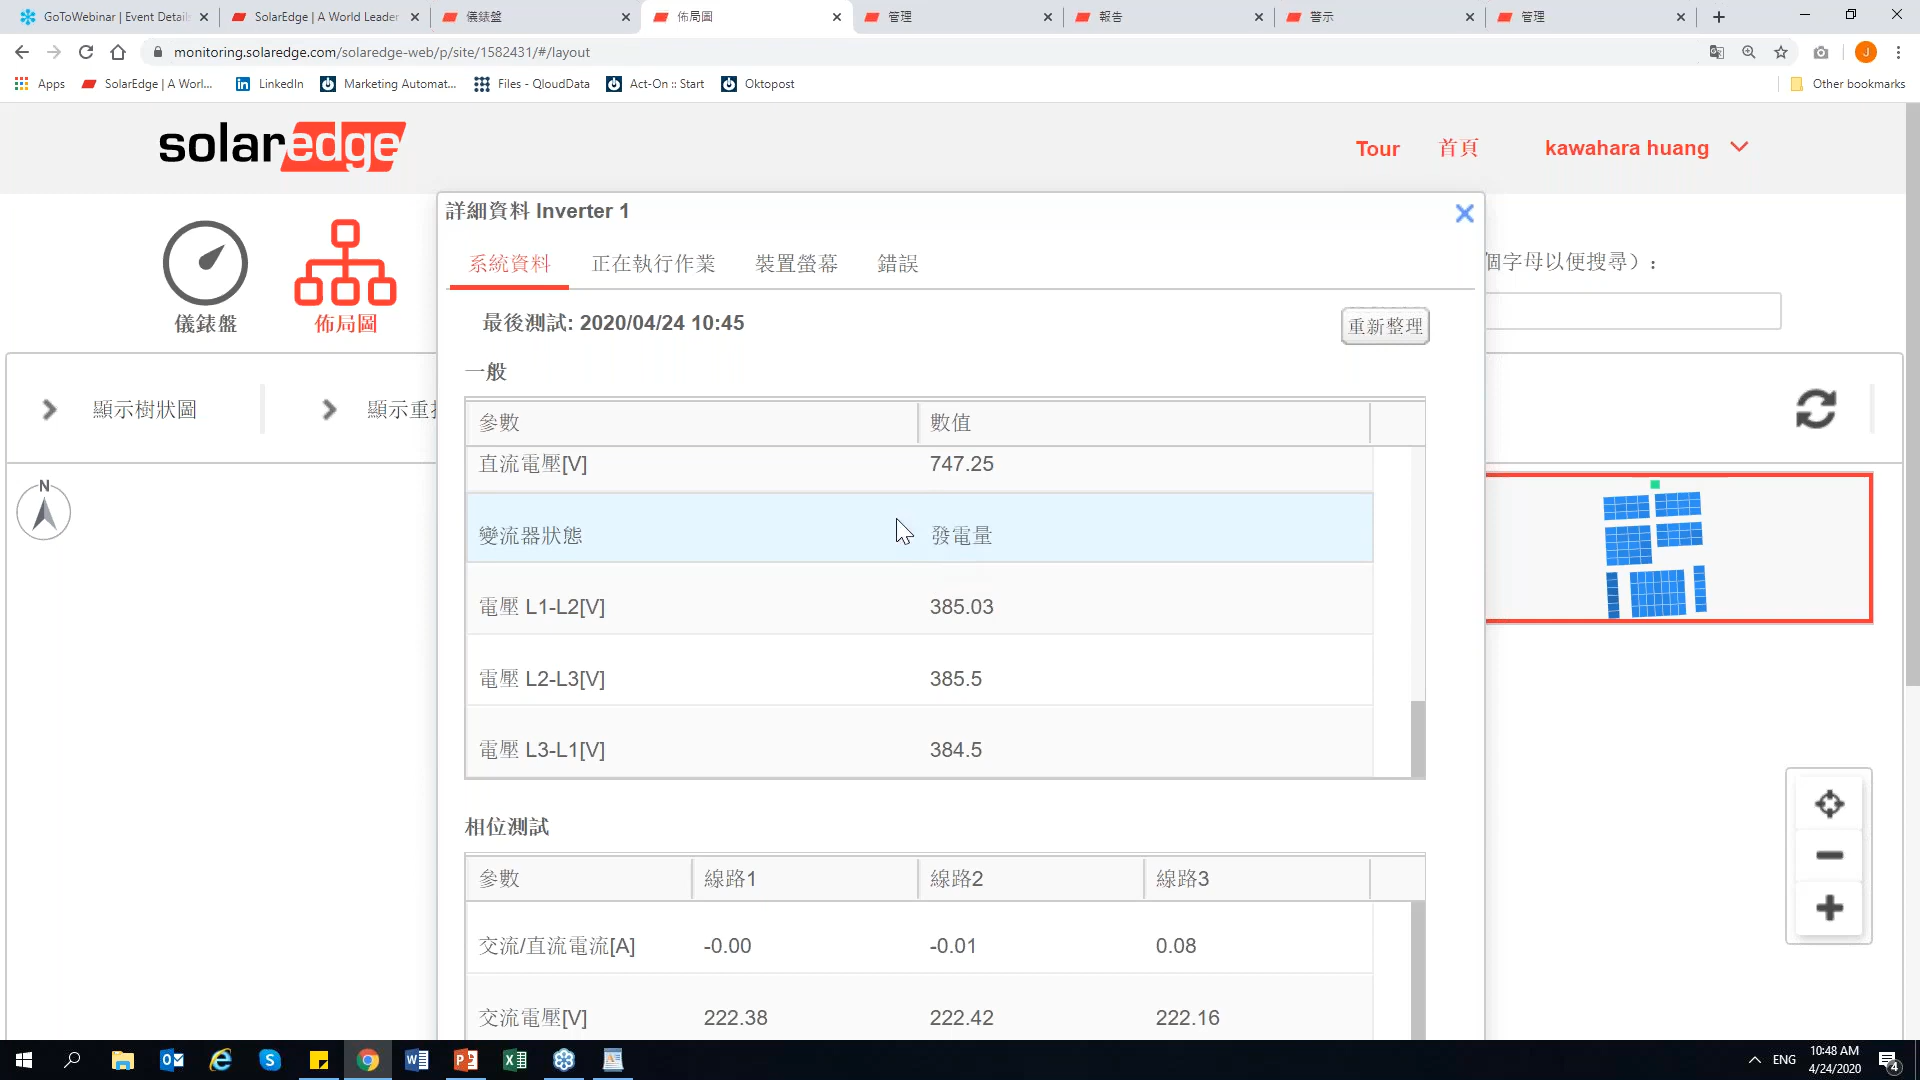 GoToWebinar | Event Detail
SolarEdge | A World Leader
儀錶盤
佈局圖
管理
報告
警示
管理
monitoring.solaredge.com/solaredge-web/p/site/1582431/#/layout
J
Apps
SolarEdge | A Worl...
LinkedIn
Marketing Automat...
Files - QloudData
Act-On :: Start
Oktopost
Other bookmarks
solaredge
Tour
首頁
kawahara huang
儀錶盤
佈局圖
個字母以便搜尋）：
顯示樹狀圖
顯示重
N
詳細資料 Inverter 1
系統資料
正在執行作業
裝置螢幕
錯誤
最後測試: 2020/04/24 10:45
重新整理
一般
參數 數值
直流電壓[V] 747.25
變流器狀態 發電量
電壓 L1-L2[V] 385.03
電壓 L2-L3[V] 385.5
電壓 L3-L1[V] 384.5
相位測試
參數 線路1 線路2 線路3
交流/直流電流[A] -0.00 -0.01 0.08
交流電壓[V] 222.38 222.42 222.16
ENG
10:48 AM
4/24/2020
4